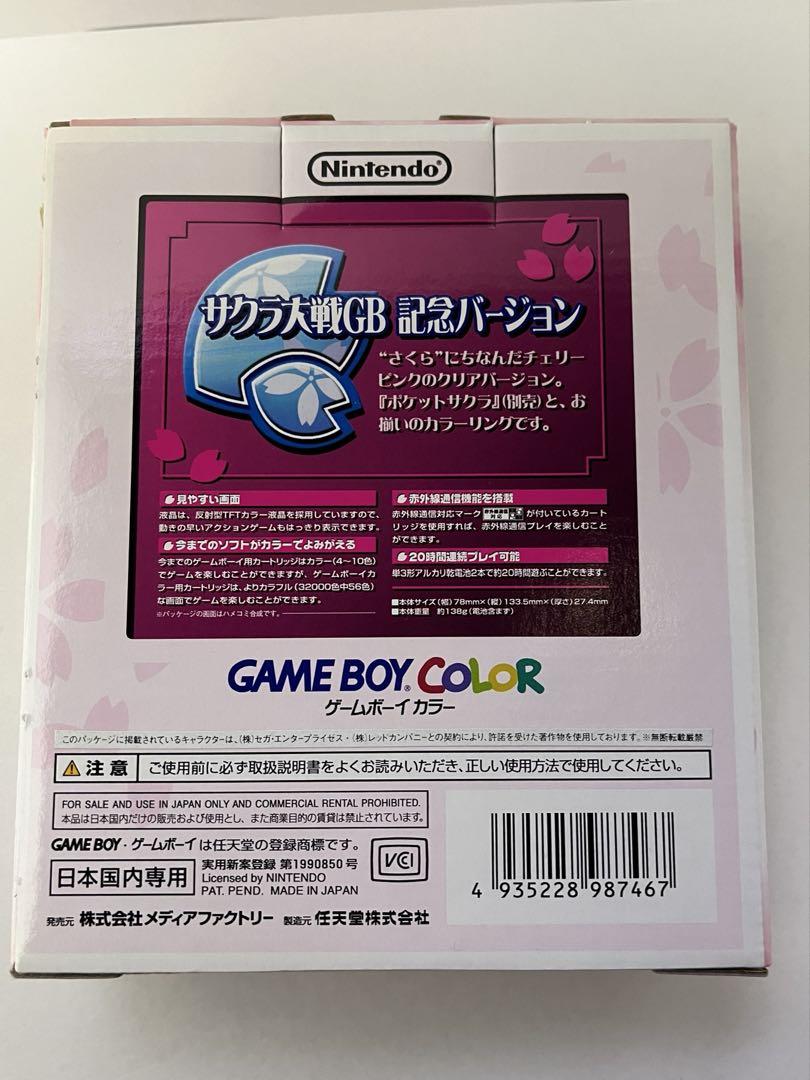 Nintendo®
サクラ大戦GB 記念バージョン
"さくら"にちなんだチェリー
ピンクのクリアバージョン。
『ポケットサクラ』(別売)と、お
揃いのカラーリングです。
見やすい画面
液晶は、反射型TFTカラー液晶を採用していますので、
動きの早いアクションゲームもはっきり表示できます。
今までのソフトがカラーでよみがえる
今までのゲームボーイ用カートリッジはカラー(4〜10色)
でゲームを楽しむことができますが、ゲームボーイカ
ラー用カートリッジは、よりカラフル(32000色中56色)
な画面でゲームを楽しむことができます。
※パッケージの画面はハメコミ合成です。
赤外線通信機能を搭載
赤外線通信対応マーク 赤外線通信対応 が付いているカート
リッジを使用すれば、赤外線通信プレイを楽しむこと
ができます。
20時間連続プレイ可能
単3形アルカリ乾電池2本で約20時間遊ぶことができます。
■本体サイズ(幅)78mm×(縦)133.5mm×(厚さ)27.4mm
■本体重量 約138g(電池含まず)
GAME BOY® COLOR
ゲームボーイ カラー
このパッケージに掲載されているキャラクターは、(株)セガ・エンタープライゼス・(株)レッドカンパニーとの契約により、許諾を受けた著作物を使用しております。※無断転載厳禁
注意 ご使用前に必ず取扱説明書をよくお読みいただき、正しい使用方法で使用してください。
FOR SALE AND USE IN JAPAN ONLY AND COMMERCIAL RENTAL PROHIBITED.
本品は日本国内だけの販売および使用とし、また商業目的の賃貸は禁止されています。
GAME BOY・ゲームボーイは任天堂の登録商標です。
日本国内専用
実用新案登録 第1990850号
Licensed by NINTENDO
PAT. PEND. MADE IN JAPAN
VCI
発売元 株式会社メディアファクトリー 製造元 任天堂株式会社
4 935228 987467